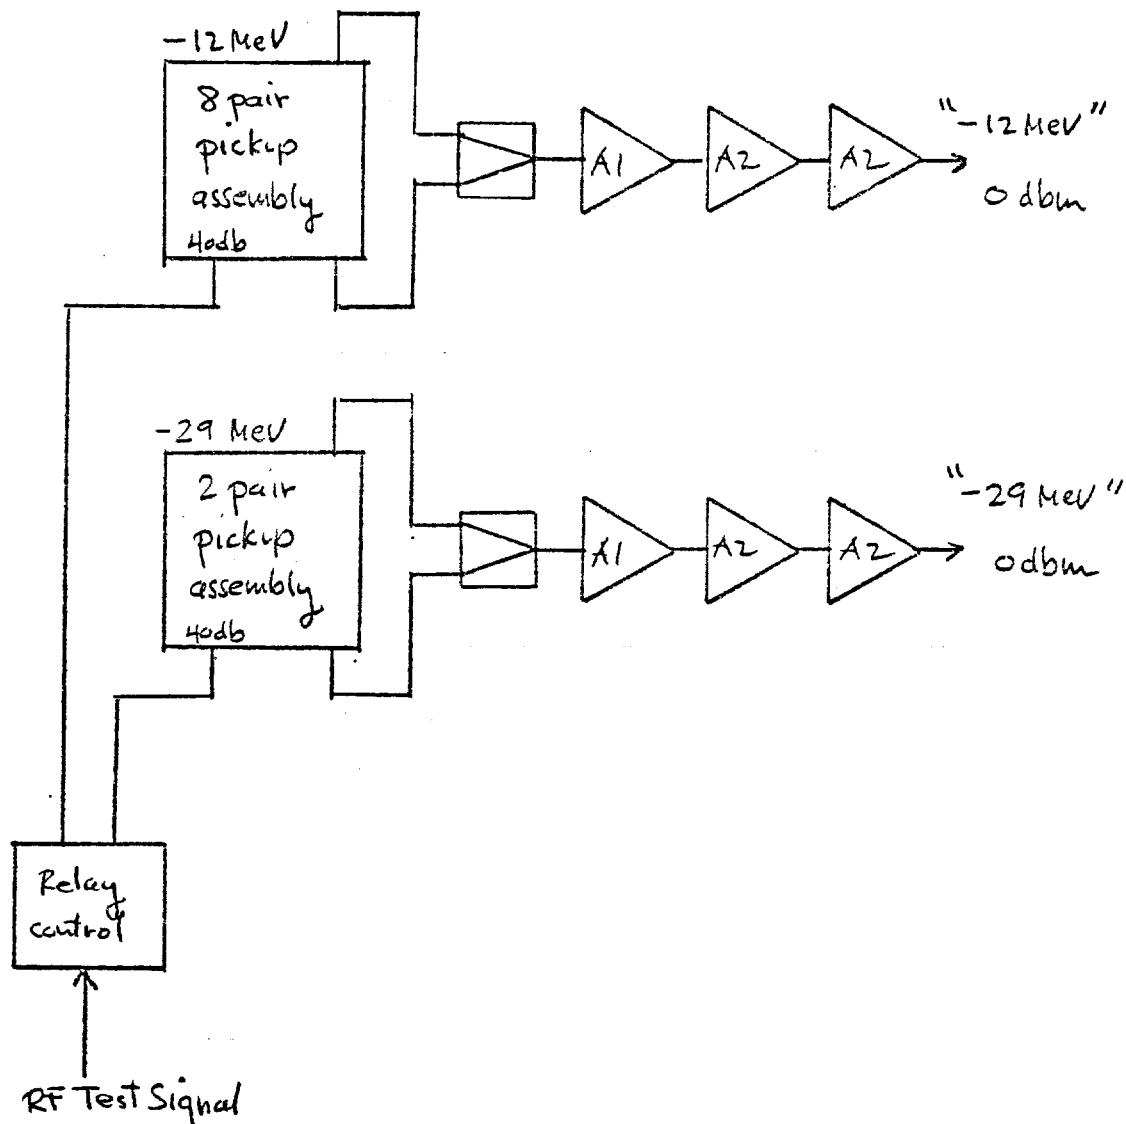 -12 MeV
8 pair
pickup
assembly
40db
A1
A2
A2
"-12 MeV"
0 dbm
-29 MeV
2 pair
pickup
assembly
40db
A1
A2
A2
"-29 MeV"
0 dbm
Relay
control
RF Test Signal